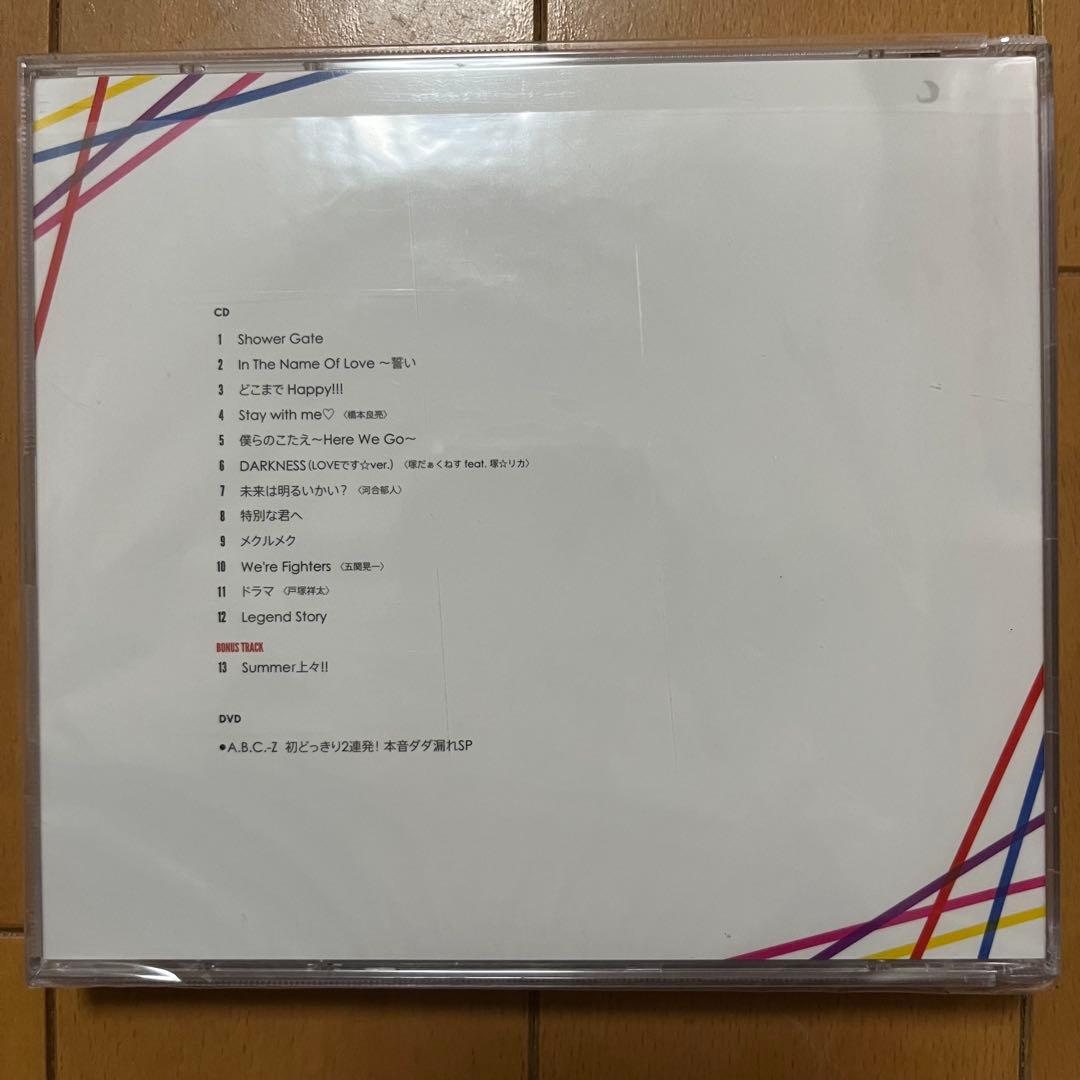 CD
1 Shower Gate
2 In The Name Of Love ～誓い
3 どこまで Happy!!!
4 Stay with me♡〈橋本良亮〉
5 僕らのこたえ～Here We Go～
6 DARKNESS(LOVEです☆ver.)〈塚だぁくねす feat. 塚☆リカ〉
7 未来は明るいかい？〈河合郁人〉
8 特別な君へ
9 メクルメク
10 We're Fighters〈五関晃一〉
11 ドラマ〈戸塚祥太〉
12 Legend Story
BONUS TRACK
13 Summer上々!!
DVD
●A.B.C.-Z 初どっきり2連発！本音ダダ漏れSP